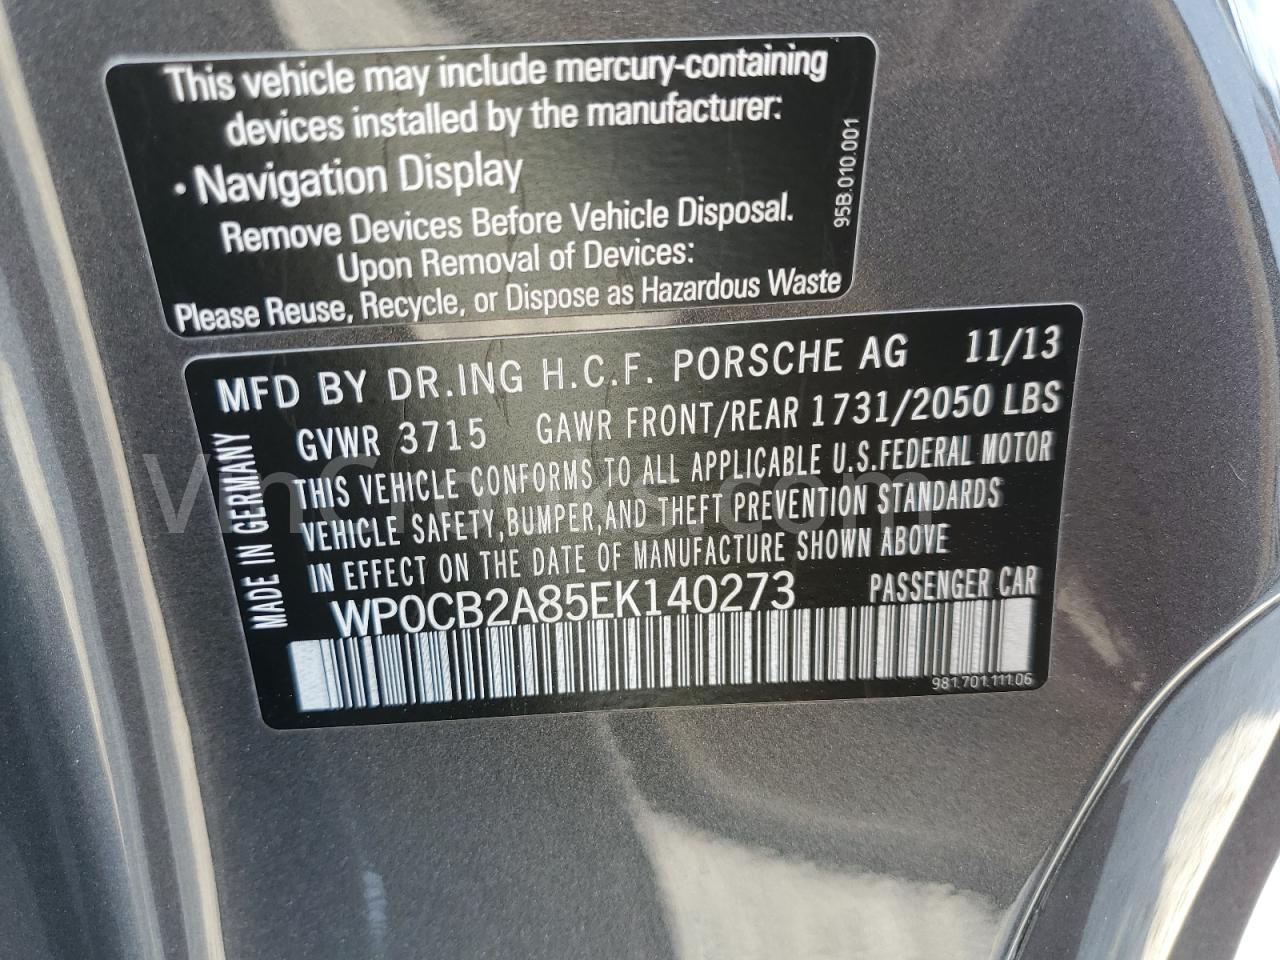 This vehicle may include mercury-containing
devices installed by the manufacturer:
• Navigation Display
Remove Devices Before Vehicle Disposal.
Upon Removal of Devices:
Please Reuse, Recycle, or Dispose as Hazardous Waste
95B.010.001
MFD BY DR.ING H.C.F. PORSCHE AG 11/13
GVWR 3715 GAWR FRONT/REAR 1731/2050 LBS
THIS VEHICLE CONFORMS TO ALL APPLICABLE U.S.FEDERAL MOTOR
VEHICLE SAFETY,BUMPER,AND THEFT PREVENTION STANDARDS
IN EFFECT ON THE DATE OF MANUFACTURE SHOWN ABOVE
WP0CB2A85EK140273 PASSENGER CAR
MADE IN GERMANY
981.701.111.06